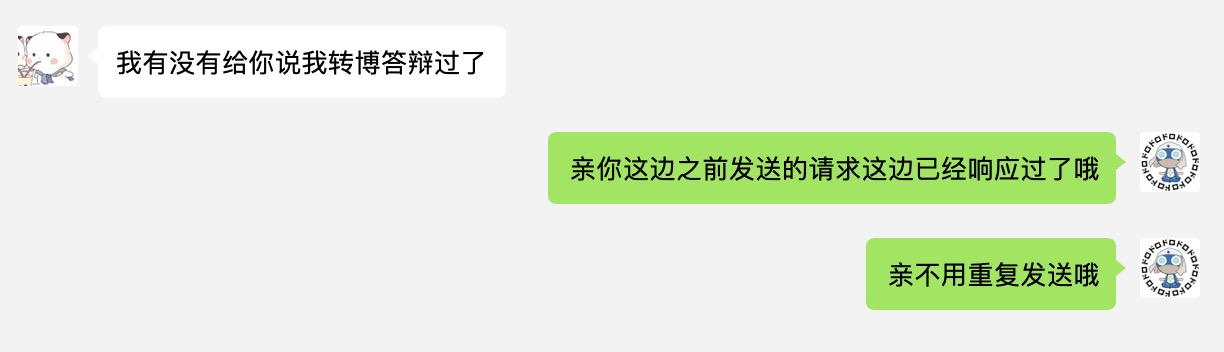 我有没有给你说我转博答辩过了
亲你这边之前发送的请求这边已经响应过了哦
亲不用重复发送哦